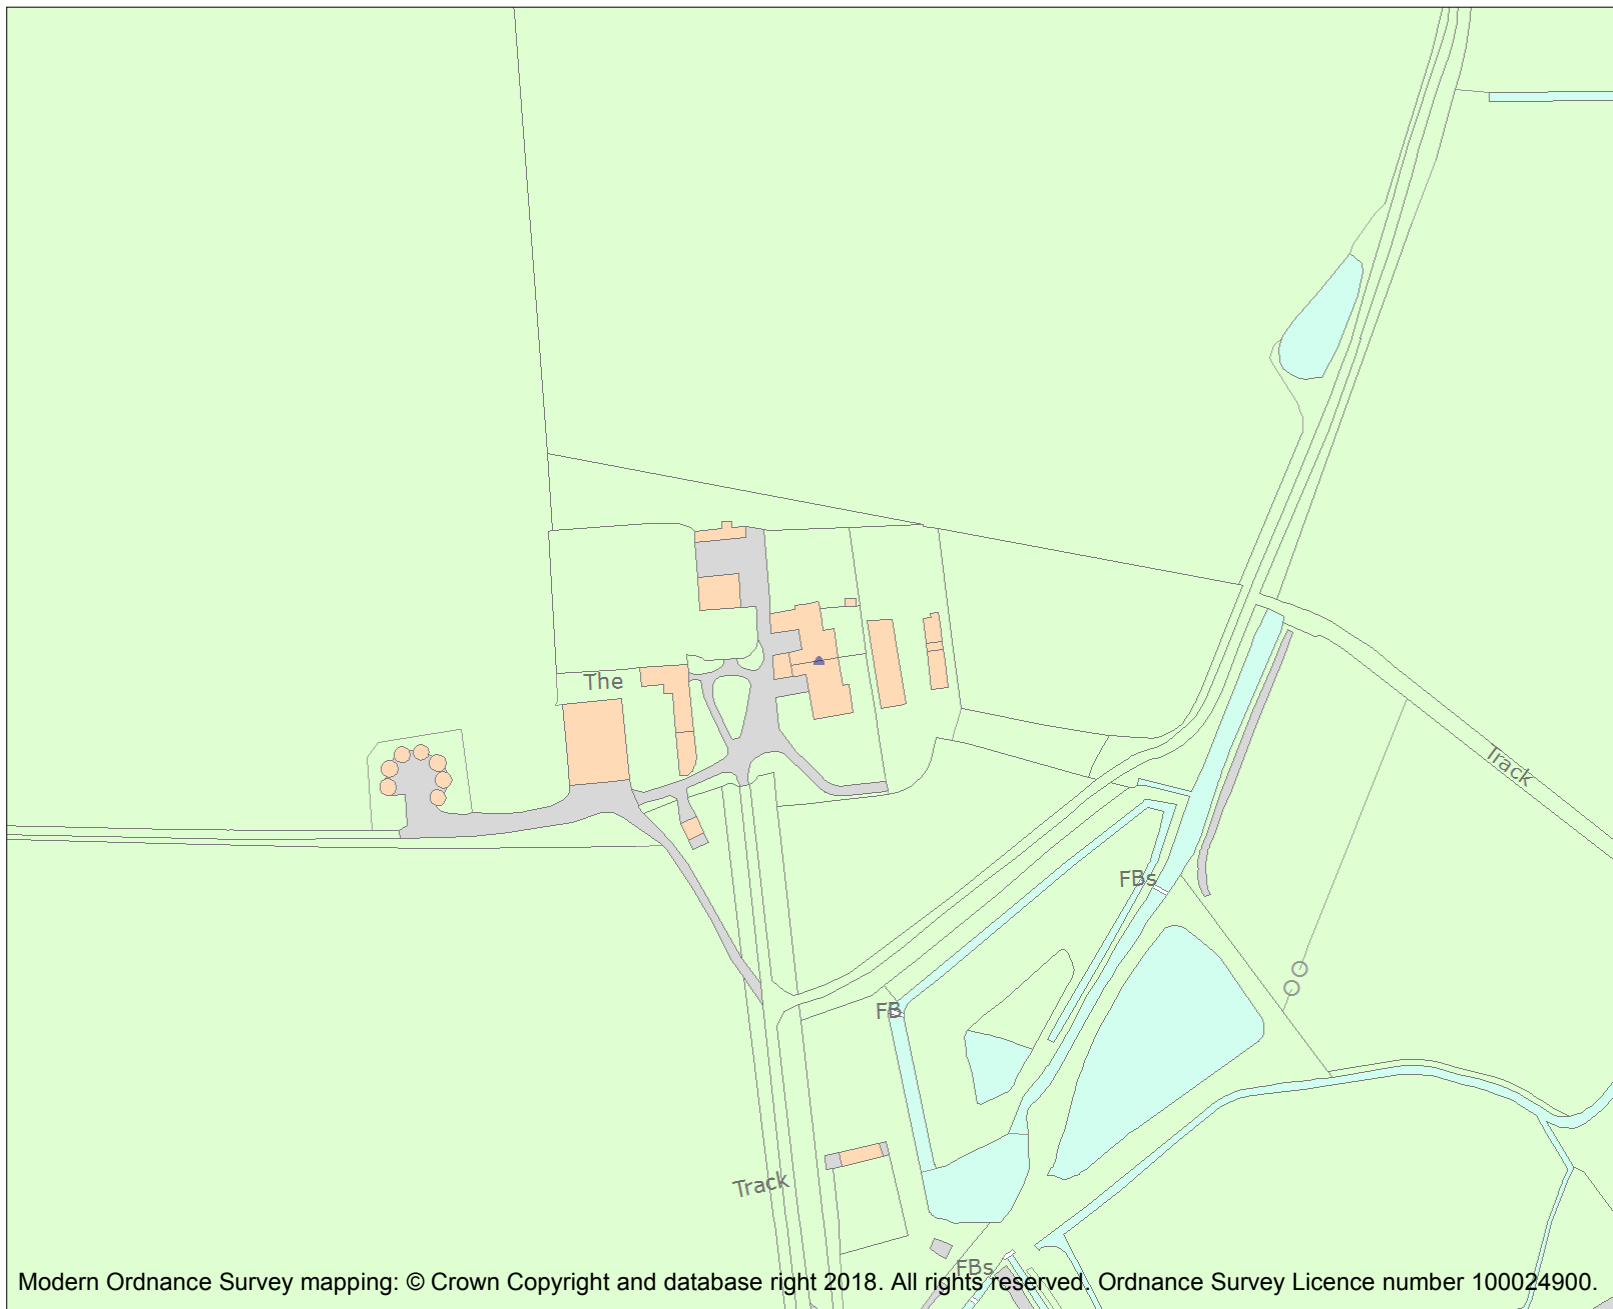 The
Track
FBs
FB
Track
FBs
Modern Ordnance Survey mapping: © Crown Copyright and database right 2018. All rights reserved. Ordnance Survey Licence number 100024900.